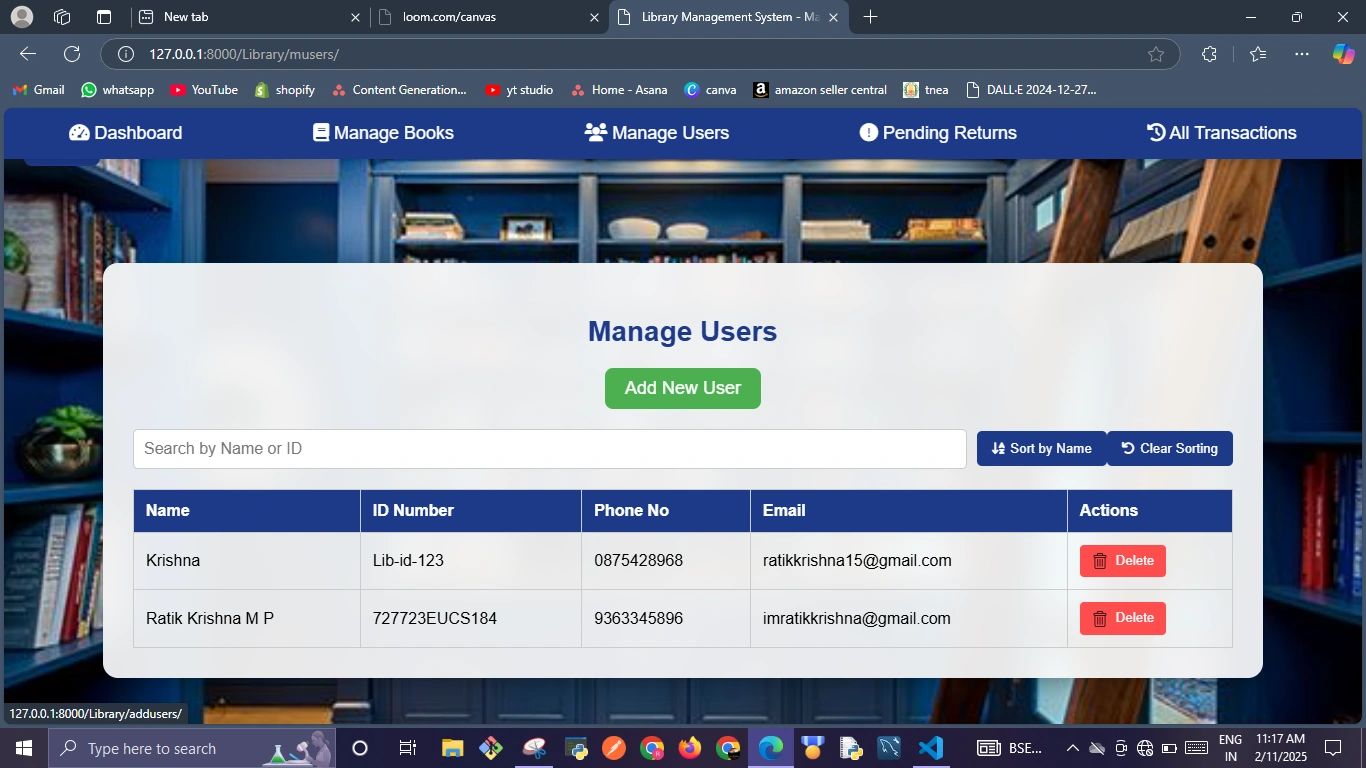 New tab
loom.com/canvas
Library Management System - Ma
127.0.0.1:8000/Library/musers/
Gmail
whatsapp
YouTube
shopify
Content Generation...
yt studio
Home - Asana
canva
amazon seller central
tnea
DALL·E 2024-12-27...
Dashboard
Manage Books
Manage Users
Pending Returns
All Transactions
Manage Users
Add New User
Search by Name or ID
Sort by Name
Clear Sorting
Name ID Number Phone No Email Actions
Krishna Lib-id-123 0875428968 ratikkrishna15@gmail.com Delete
Ratik Krishna M P 727723EUCS184 9363345896 imratikkrishna@gmail.com Delete
127.0.0.1:8000/Library/addusers/
Type here to search
BSE...
ENG
IN
11:17 AM
2/11/2025